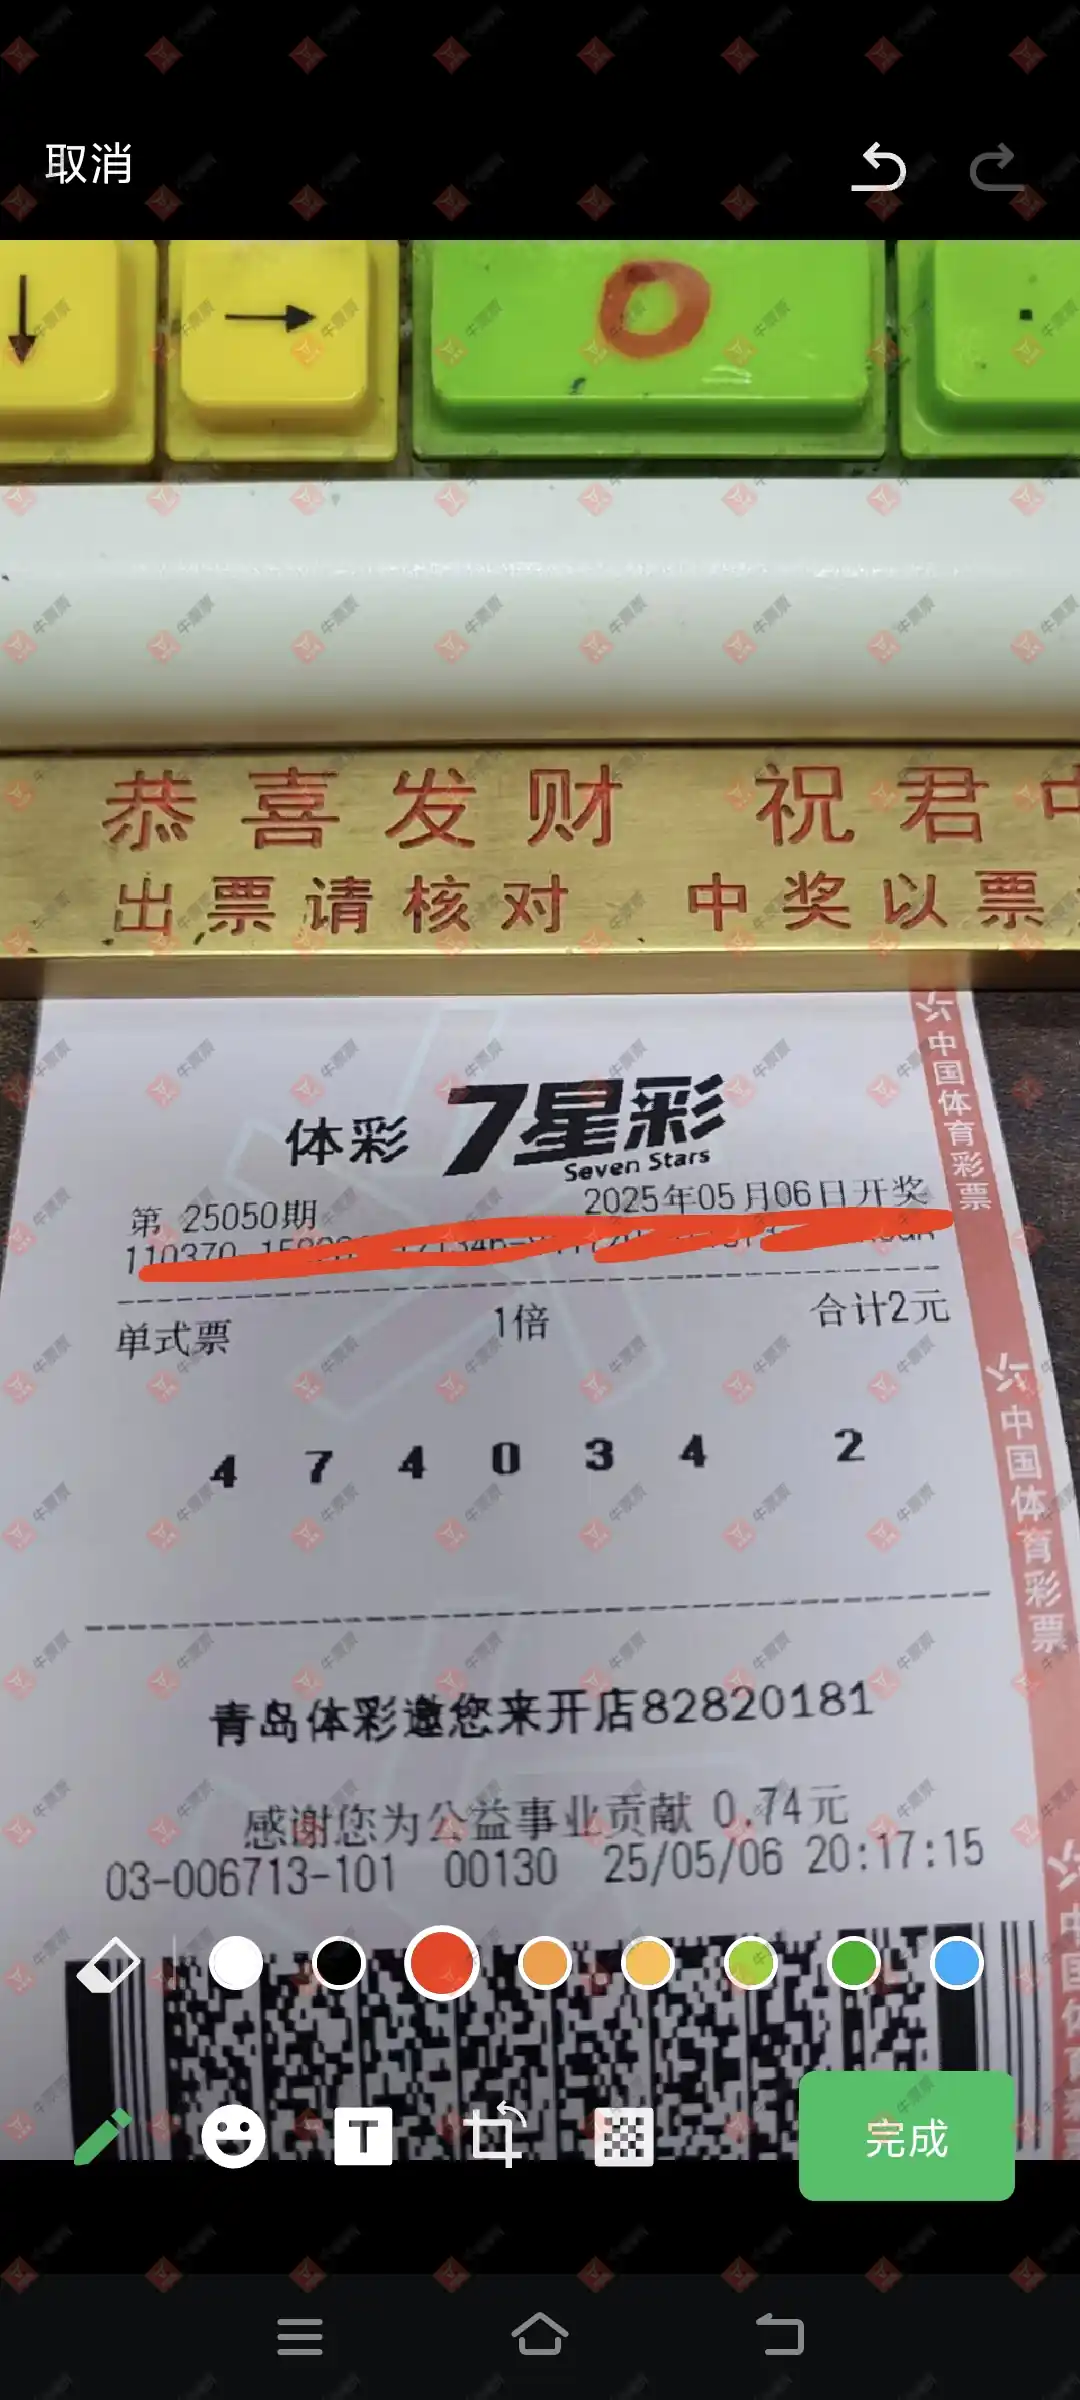 取消
0
恭喜发财 祝君
出票请核对 中奖以票
体彩 7星彩
Seven Stars
第 25050期 2025年05月06日开奖
110370
单式票 1倍 合计2元
4 7 4 0 3 4 2
青岛体彩邀您来开店82820181
感谢您为公益事业贡献 0.74元
03-006713-101 00130 25/05/06 20:17:15
中国体育彩票
中国体育彩票
T
完成
牛票票